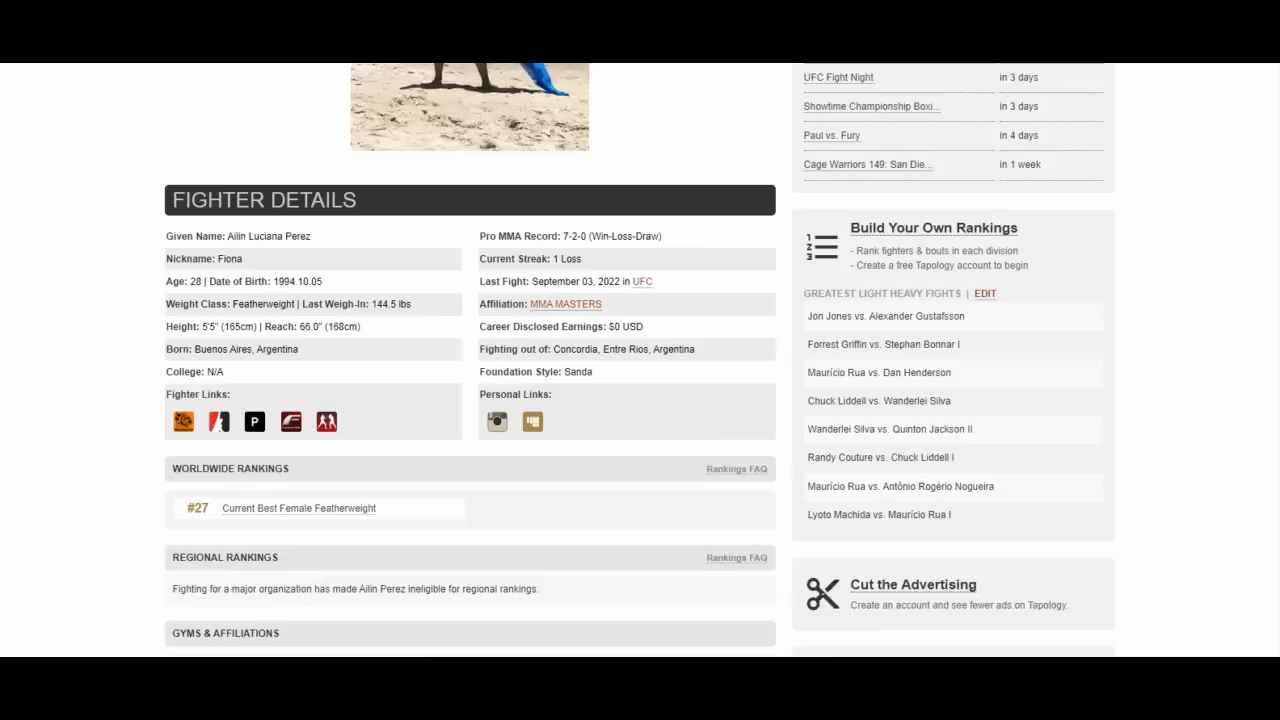 UFC Fight Night in 3 days
Showtime Championship Boxi... in 3 days
Paul vs. Fury in 4 days
Cage Warriors 149: San Die... in 1 week
FIGHTER DETAILS
Given Name: Ailin Luciana Perez
Pro MMA Record: 7-2-0 (Win-Loss-Draw)
Nickname: Fiona
Current Streak: 1 Loss
Age: 28 | Date of Birth: 1994.10.05
Last Fight: September 03, 2022 in UFC
Weight Class: Featherweight | Last Weigh-In: 144.5 lbs
Affiliation: MMA MASTERS
Height: 5'5" (165cm) | Reach: 66.0" (168cm)
Career Disclosed Earnings: $0 USD
Born: Buenos Aires, Argentina
Fighting out of: Concordia, Entre Rios, Argentina
College: N/A
Foundation Style: Sanda
Fighter Links:
Personal Links:
P
WORLDWIDE RANKINGS
Rankings FAQ
#27 Current Best Female Featherweight
REGIONAL RANKINGS
Rankings FAQ
Fighting for a major organization has made Ailin Perez ineligible for regional rankings.
GYMS & AFFILIATIONS
1
2
3
Build Your Own Rankings
- Rank fighters & bouts in each division
- Create a free Tapology account to begin
GREATEST LIGHT HEAVY FIGHTS | EDIT
Jon Jones vs. Alexander Gustafsson
Forrest Griffin vs. Stephan Bonnar I
Maurício Rua vs. Dan Henderson
Chuck Liddell vs. Wanderlei Silva
Wanderlei Silva vs. Quinton Jackson II
Randy Couture vs. Chuck Liddell I
Maurício Rua vs. Antônio Rogério Nogueira
Lyoto Machida vs. Maurício Rua I
Cut the Advertising
Create an account and see fewer ads on Tapology.